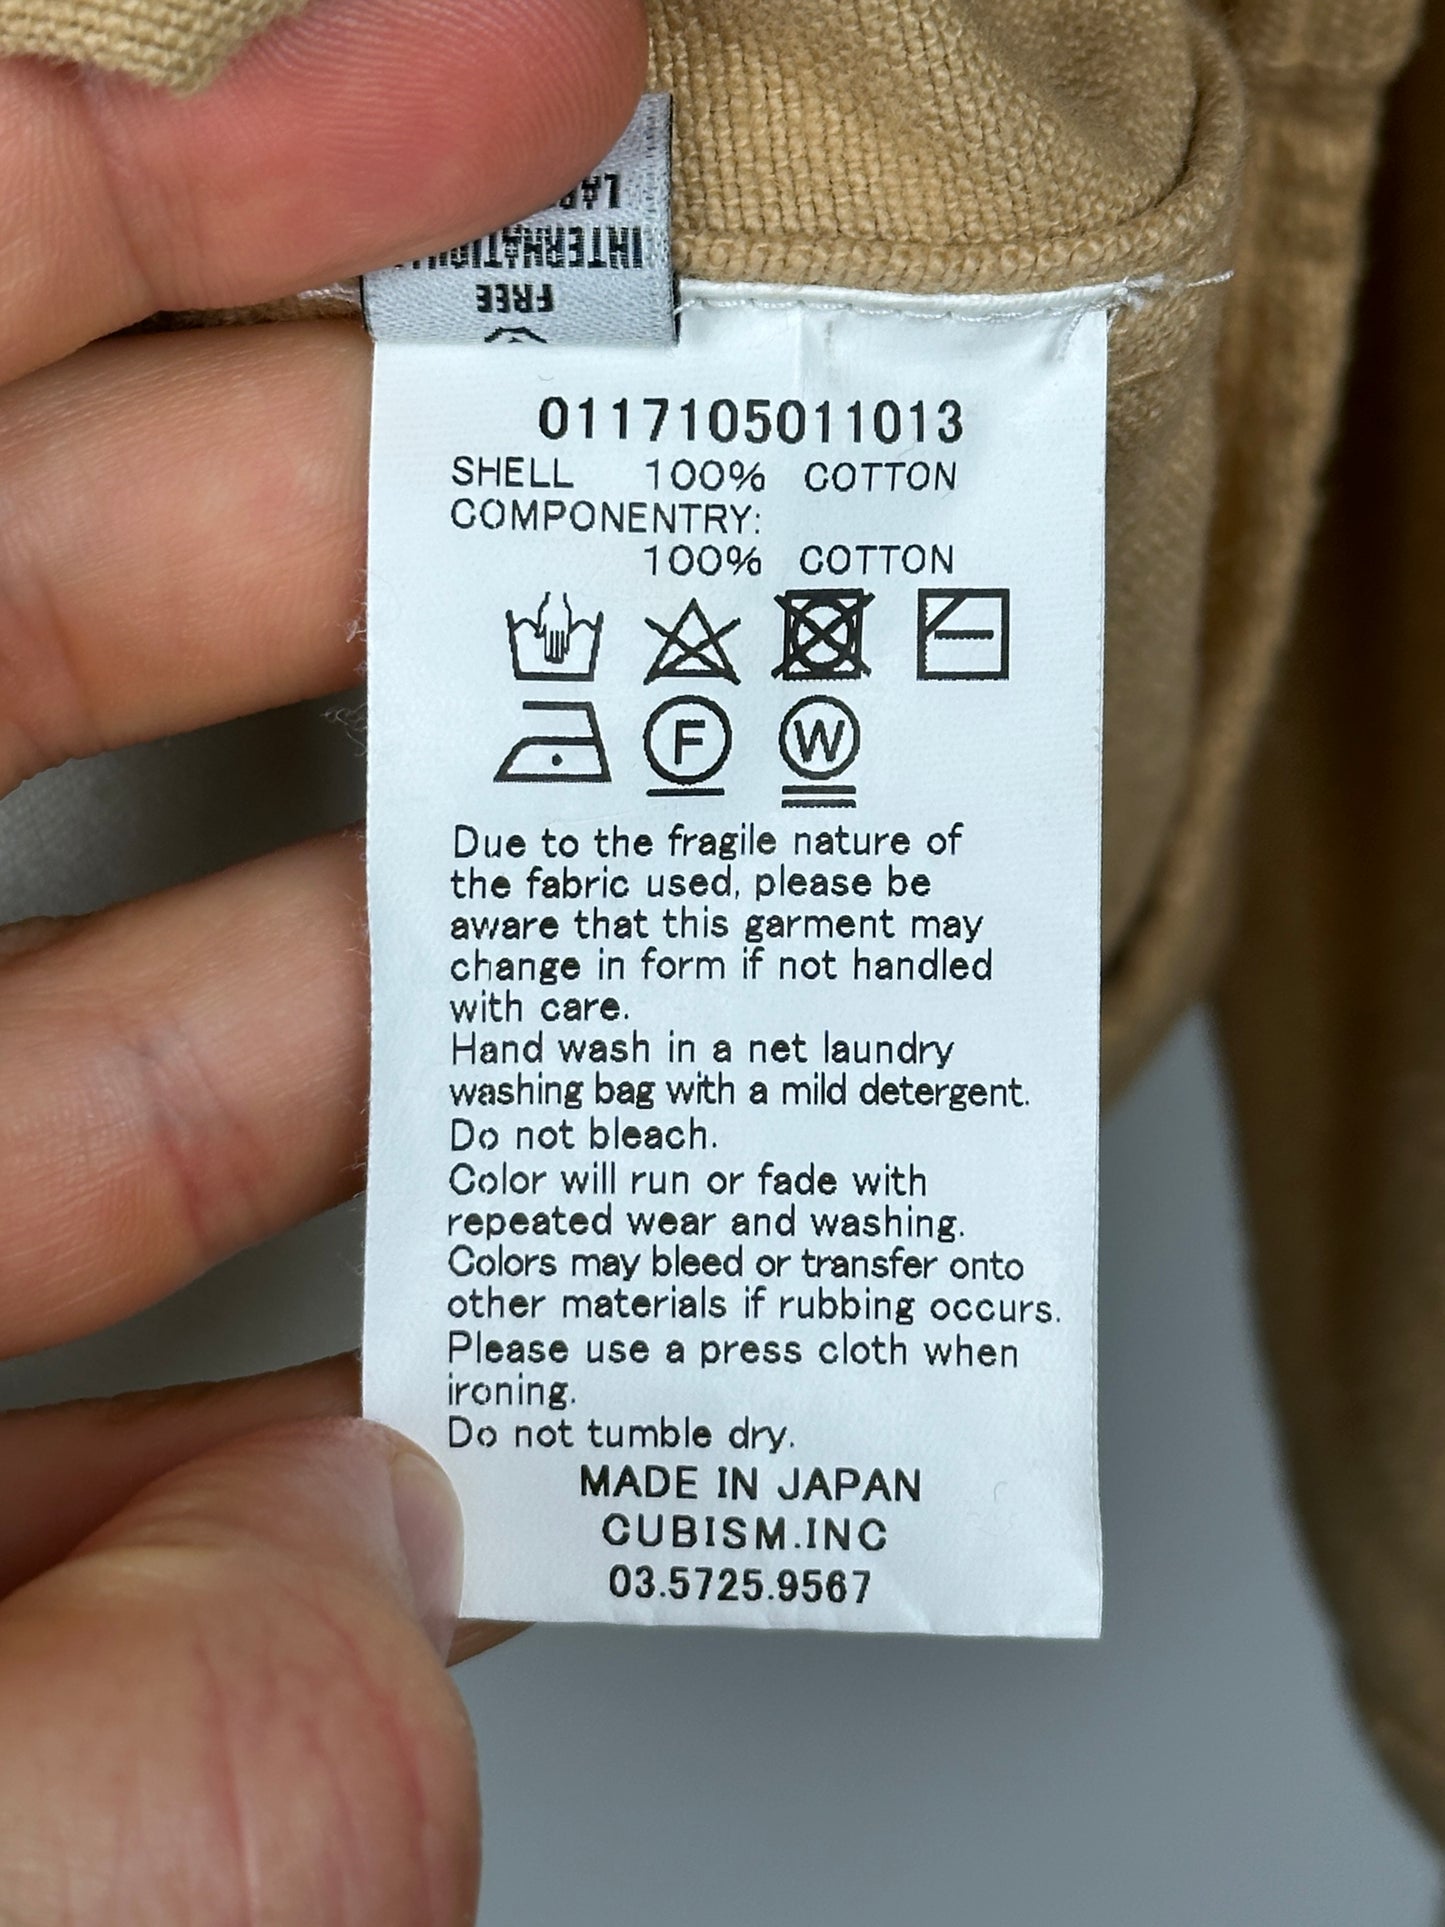 FREE
INTERNATIONAL
0117105011013
SHELL 100% COTTON
COMPONENTRY:
100% COTTON
F W
Due to the fragile nature of
the fabric used, please be
aware that this garment may
change in form if not handled
with care.
Hand wash in a net laundry
washing bag with a mild detergent.
Do not bleach.
Color will run or fade with
repeated wear and washing.
Colors may bleed or transfer onto
other materials if rubbing occurs.
Please use a press cloth when
ironing.
Do not tumble dry.
MADE IN JAPAN
CUBISM.INC
03.5725.9567